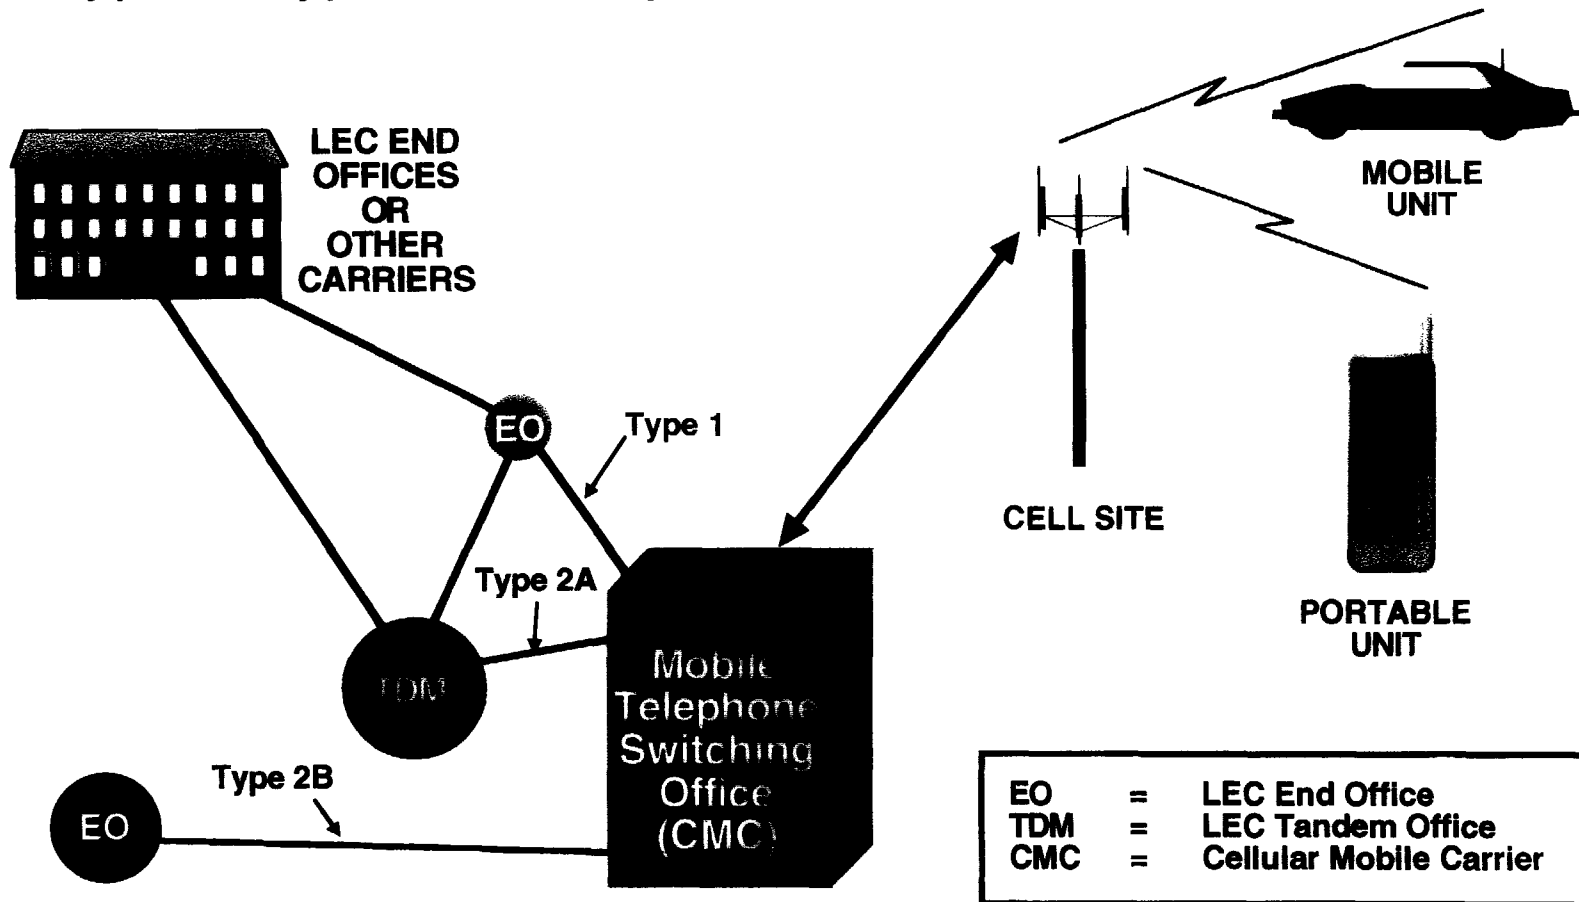 LEC END
OFFICES
OR
OTHER
CARRIERS
MOBILE
UNIT
EO
Type 1
CELL SITE
Type 2A
PORTABLE
UNIT
TDM
Mobile
Telephone
Switching
Office
(CMC)
Type 2B
EO
EO = LEC End Office
TDM = LEC Tandem Office
CMC = Cellular Mobile Carrier